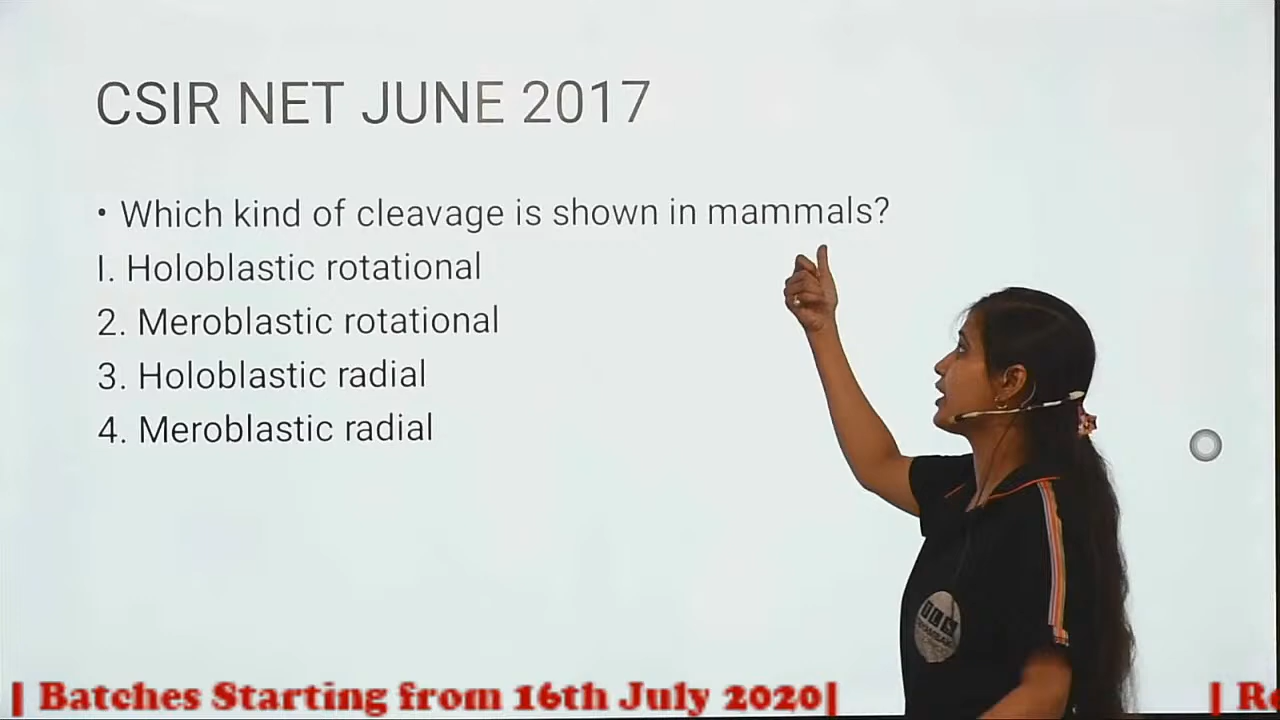 CSIR NET JUNE 2017
• Which kind of cleavage is shown in mammals?
I. Holoblastic rotational
2. Meroblastic rotational
3. Holoblastic radial
4. Meroblastic radial
| Batches Starting from 16th July 2020|